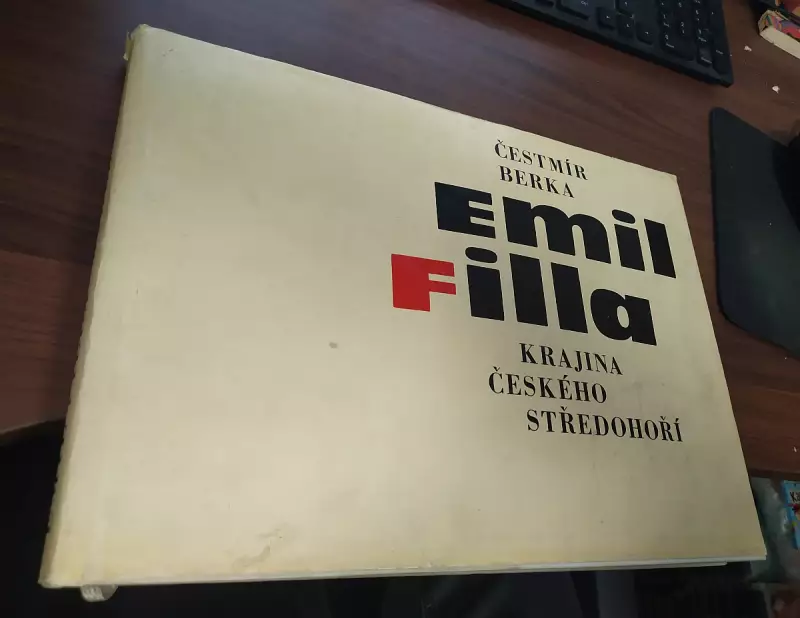 ČESTMÍR
BERKA
Emil
Filla
KRAJINA
ČESKÉHO
STŘEDOHOŘÍ